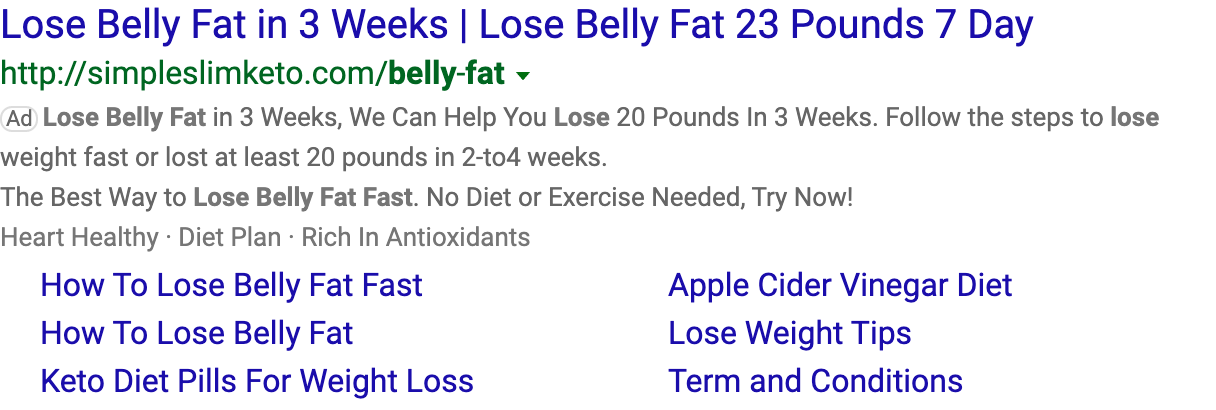 Lose Belly Fat in 3 Weeks | Lose Belly Fat 23 Pounds 7 Day
http://simpleslimketo.com/belly-fat
Ad Lose Belly Fat in 3 Weeks, We Can Help You Lose 20 Pounds In 3 Weeks. Follow the steps to lose
weight fast or lost at least 20 pounds in 2-to4 weeks.
The Best Way to Lose Belly Fat Fast. No Diet or Exercise Needed, Try Now!
Heart Healthy · Diet Plan · Rich In Antioxidants
How To Lose Belly Fat Fast Apple Cider Vinegar Diet
How To Lose Belly Fat Lose Weight Tips
Keto Diet Pills For Weight Loss Term and Conditions